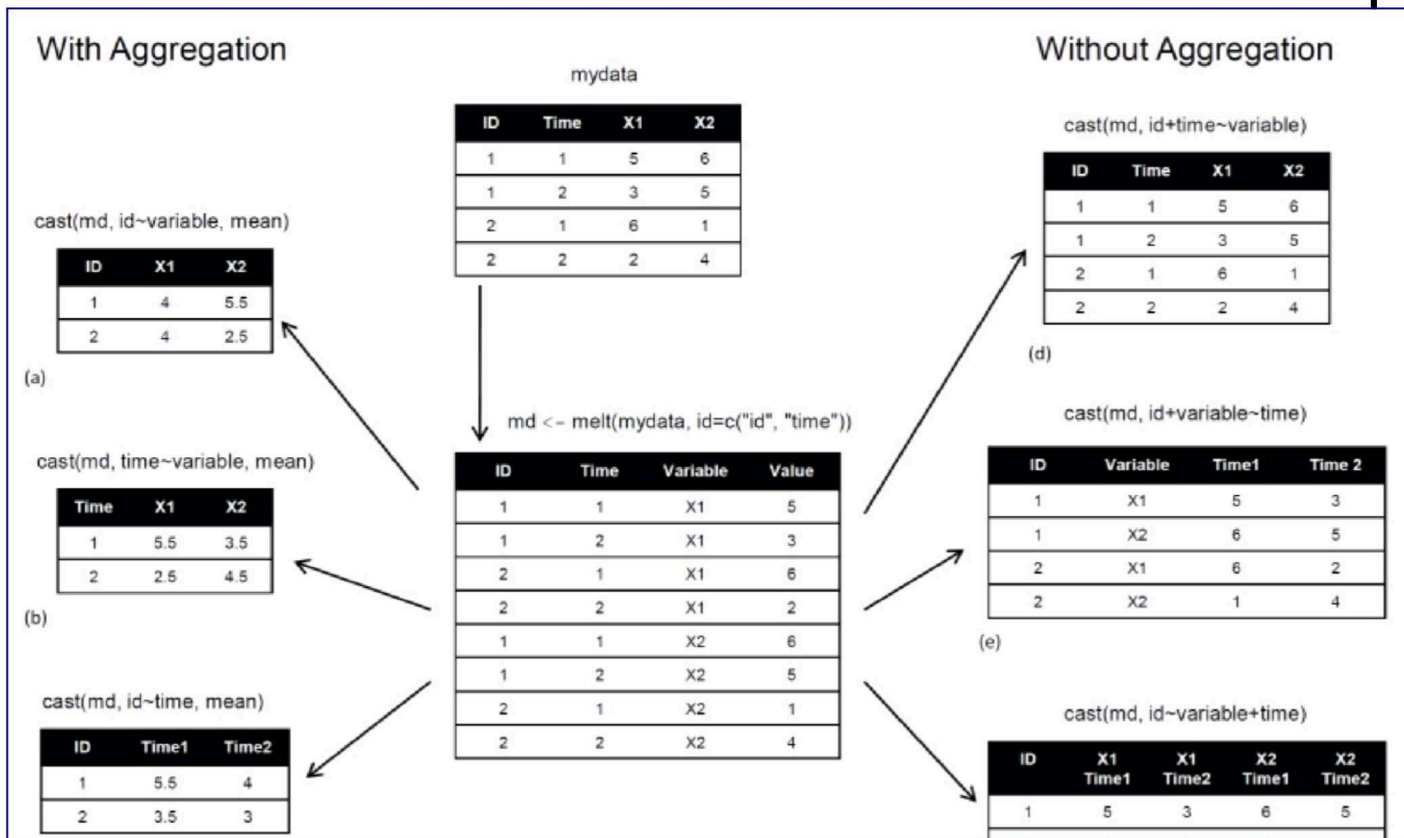 With Aggregation
Without Aggregation
mydata
ID Time X1 X2
1 1 5 6
1 2 3 5
2 1 6 1
2 2 2 4
cast(md, id~variable, mean)
ID X1 X2
1 4 5.5
2 4 2.5
(a)
cast(md, time~variable, mean)
Time X1 X2
1 5.5 3.5
2 2.5 4.5
(b)
cast(md, id~time, mean)
ID Time1 Time2
1 5.5 4
2 3.5 3
md <- melt(mydata, id=c("id", "time"))
ID Time Variable Value
1 1 X1 5
1 2 X1 3
2 1 X1 6
2 2 X1 2
1 1 X2 6
1 2 X2 5
2 1 X2 1
2 2 X2 4
cast(md, id+time~variable)
ID Time X1 X2
1 1 5 6
1 2 3 5
2 1 6 1
2 2 2 4
(d)
cast(md, id+variable~time)
ID Variable Time1 Time 2
1 X1 5 3
1 X2 6 5
2 X1 6 2
2 X2 1 4
(e)
cast(md, id~variable+time)
ID X1 X1 X2 X2
Time1 Time2 Time1 Time2
1 5 3 6 5